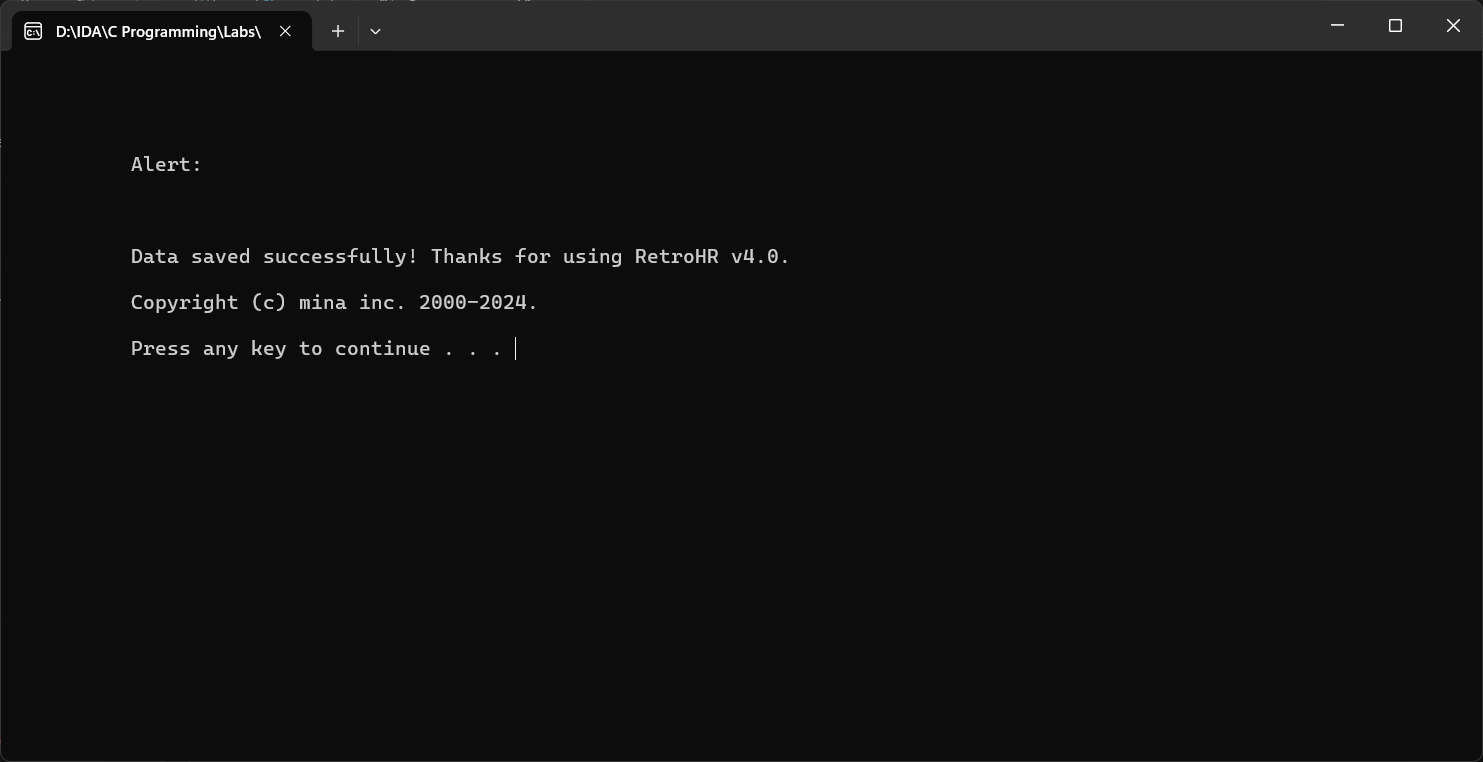 D:\IDA\C Programming\Labs\
Alert:
Data saved successfully! Thanks for using RetroHR v4.0.
Copyright (c) mina inc. 2000-2024.
Press any key to continue . . .